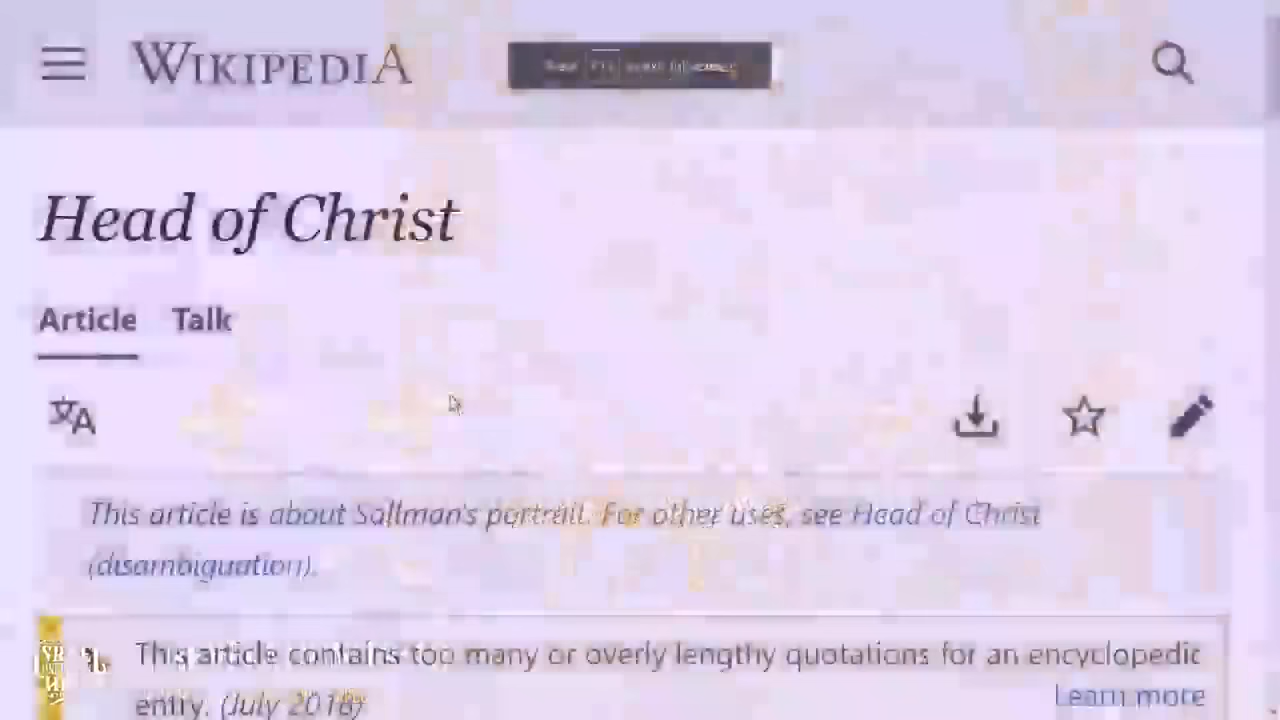 WIKIPEDIA
Head of Christ
Article Talk
This article is about Sallman's portrait. For other uses, see Head of Christ
(disambiguation).
This article contains too many or overly lengthy quotations for an encyclopedic
entry. (July 2018)
Learn more